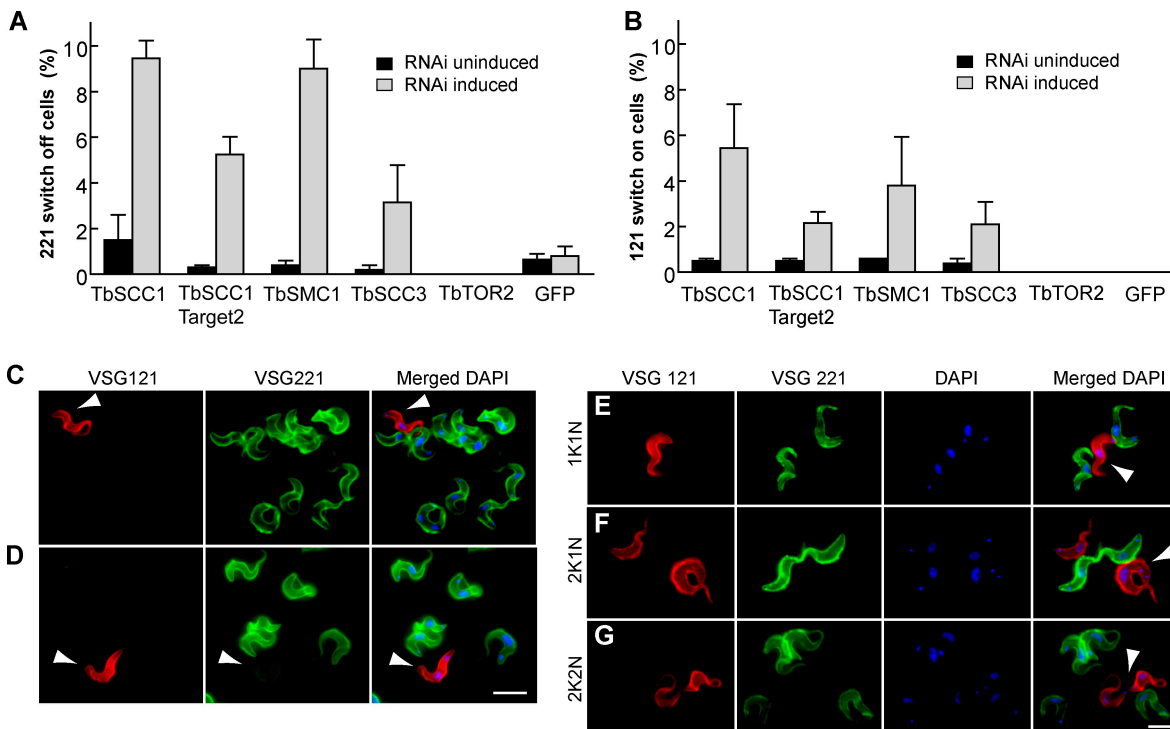 A
221 switch off cells (%)
10
8
6
4
2
0
RNAi uninduced
RNAi induced
TbSCC1
TbSCC1
Target2
TbSMC1
TbSCC3
TbTOR2
GFP
B
121 switch on cells (%)
10
8
6
4
2
0
RNAi uninduced
RNAi induced
TbSCC1
TbSCC1
Target2
TbSMC1
TbSCC3
TbTOR2
GFP
C
VSG121
VSG221
Merged DAPI
D
VSG 121
VSG 221
DAPI
Merged DAPI
E
1K1N
F
2K1N
G
2K2N